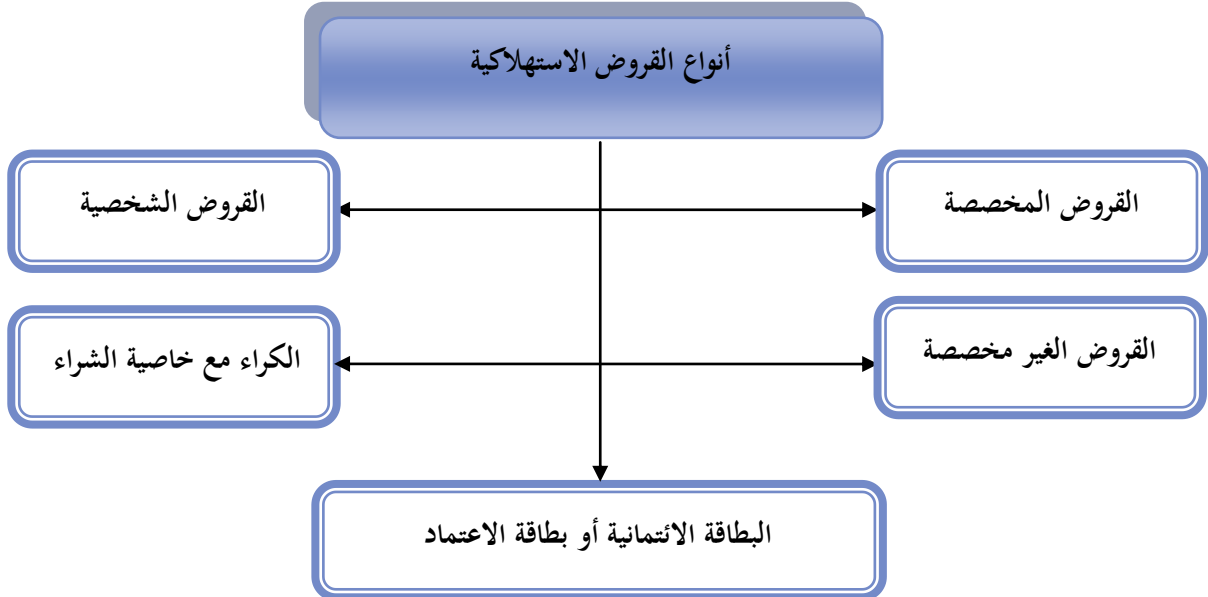 أنواع القروض الاستهلاكية
القروض المخصصة
القروض الشخصية
القروض الغير مخصصة
الكراء مع خاصية الشراء
البطاقة الائتمانية أو بطاقة الاعتماد